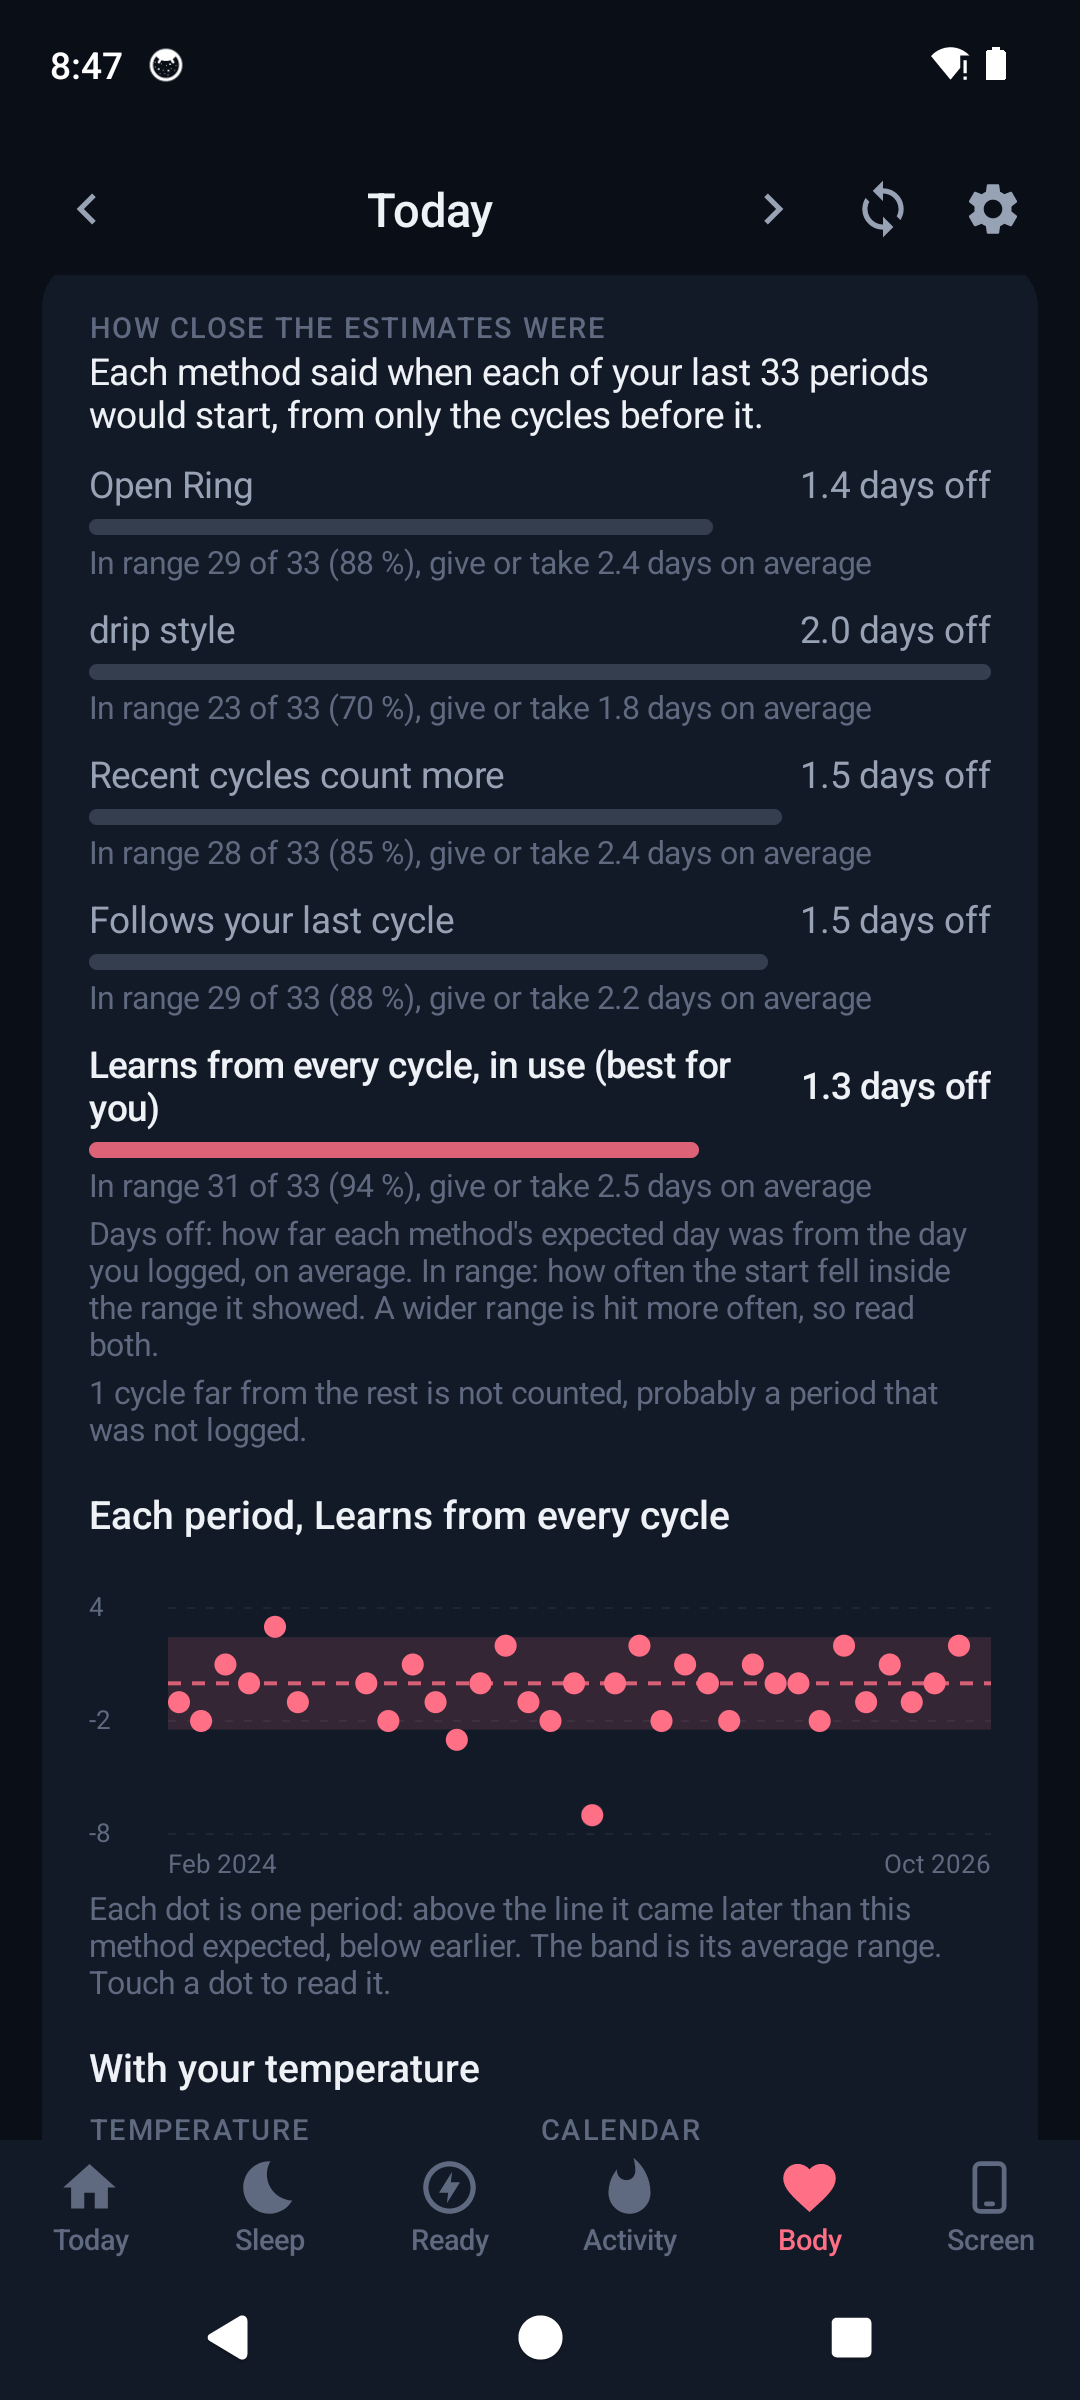 8:47
Today
HOW CLOSE THE ESTIMATES WERE
Each method said when each of your last 33 periods
would start, from only the cycles before it.
Open Ring
1.4 days off
In range 29 of 33 (88 %), give or take 2.4 days on average
drip style
2.0 days off
In range 23 of 33 (70 %), give or take 1.8 days on average
Recent cycles count more
1.5 days off
In range 28 of 33 (85 %), give or take 2.4 days on average
Follows your last cycle
1.5 days off
In range 29 of 33 (88 %), give or take 2.2 days on average
Learns from every cycle, in use (best for
you)
1.3 days off
In range 31 of 33 (94 %), give or take 2.5 days on average
Days off: how far each method's expected day was from the day
you logged, on average. In range: how often the start fell inside
the range it showed. A wider range is hit more often, so read
both.
1 cycle far from the rest is not counted, probably a period that
was not logged.
Each period, Learns from every cycle
4
-2
-8
Feb 2024
Oct 2026
Each dot is one period: above the line it came later than this
method expected, below earlier. The band is its average range.
Touch a dot to read it.
With your temperature
TEMPERATURE
CALENDAR
Today
Sleep
Ready
Activity
Body
Screen